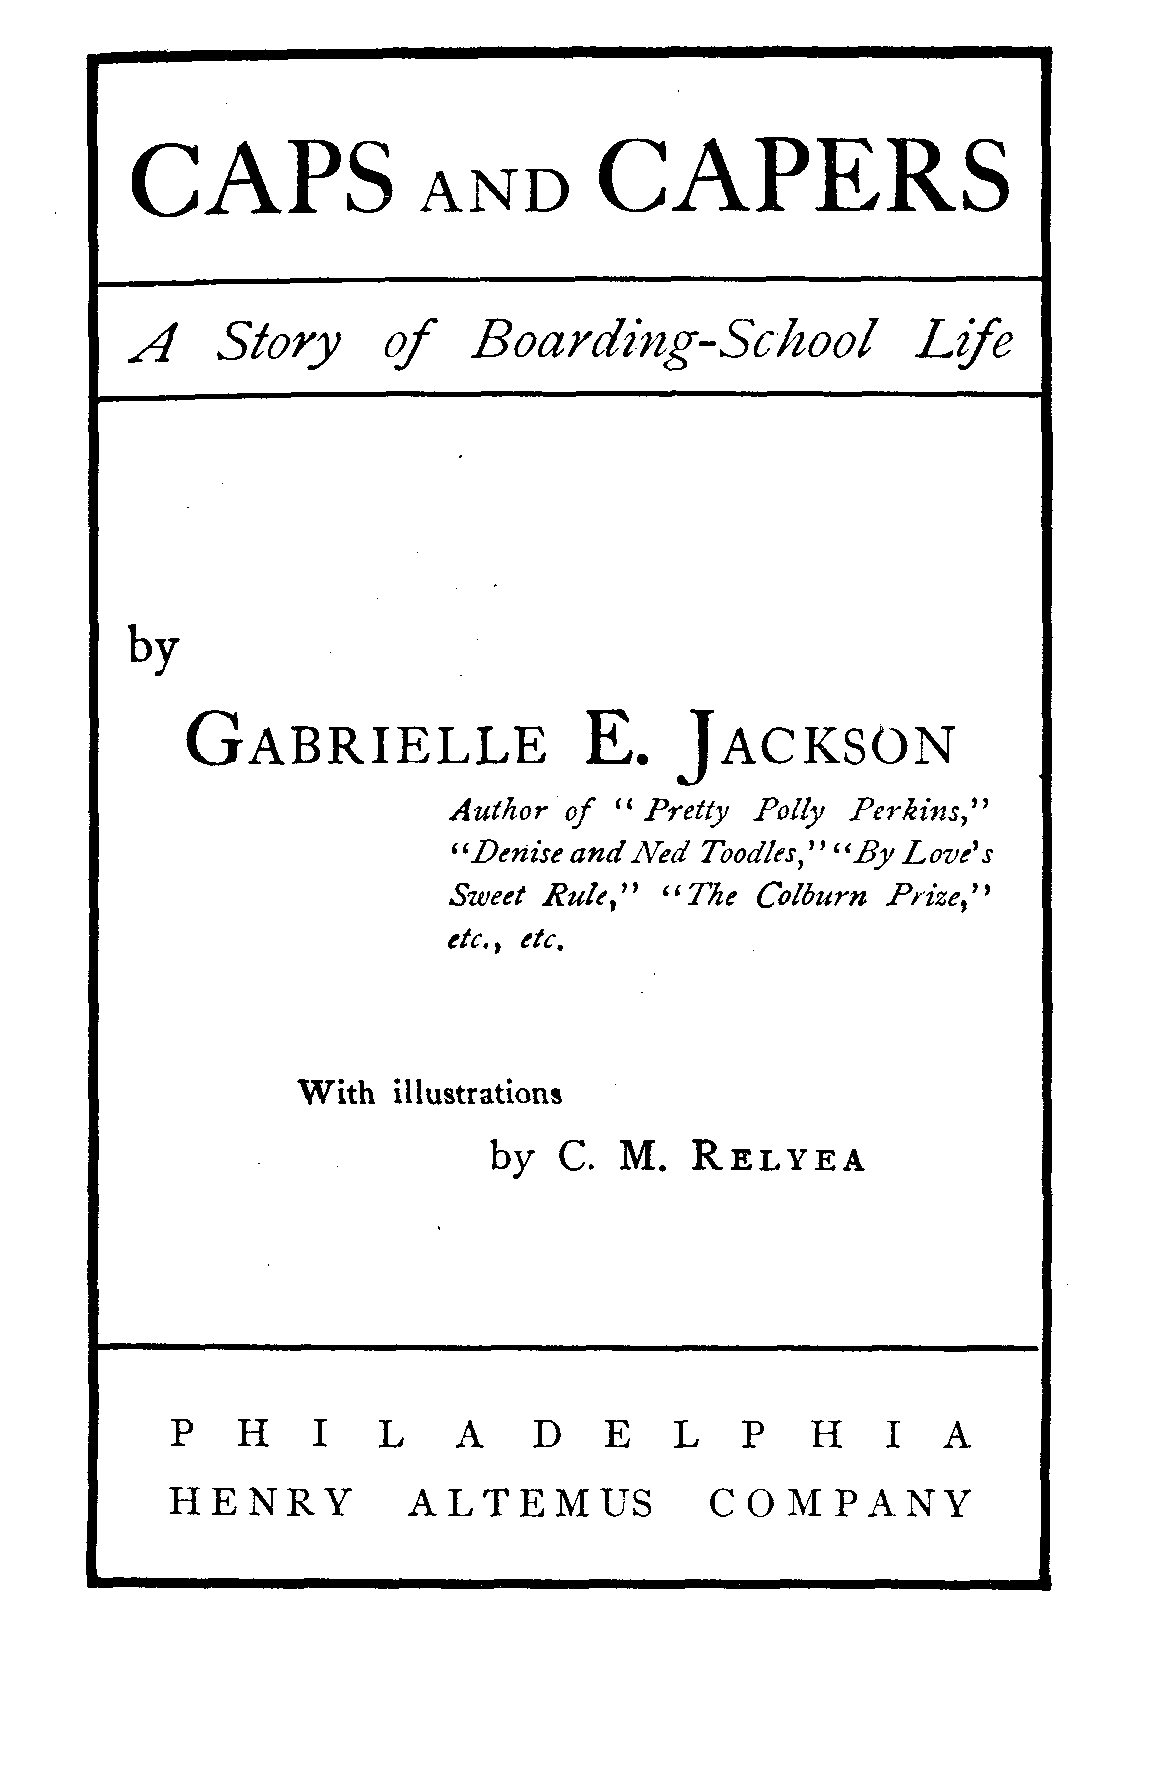 CAPS AND CAPERS
A Story of Boarding-School Life
by
GABRIELLE E. JACKSON
Author of "Pretty Polly Perkins,"
"Denise and Ned Toodles," "By Love's
Sweet Rule," "The Colburn Prize,"
etc., etc.
With illustrations
by C. M. RELYEA
PHILADELPHIA
HENRY ALTEMUS COMPANY